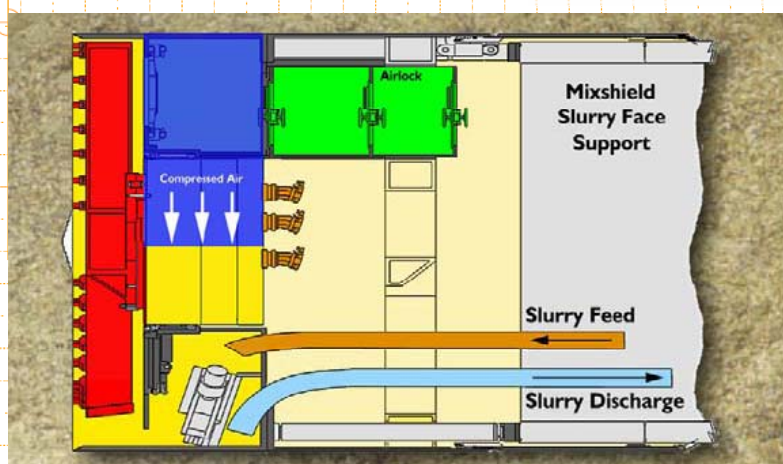 Airlock
Mixshield
Slurry Face
Support
Compressed Air
Slurry Feed
Slurry Discharge